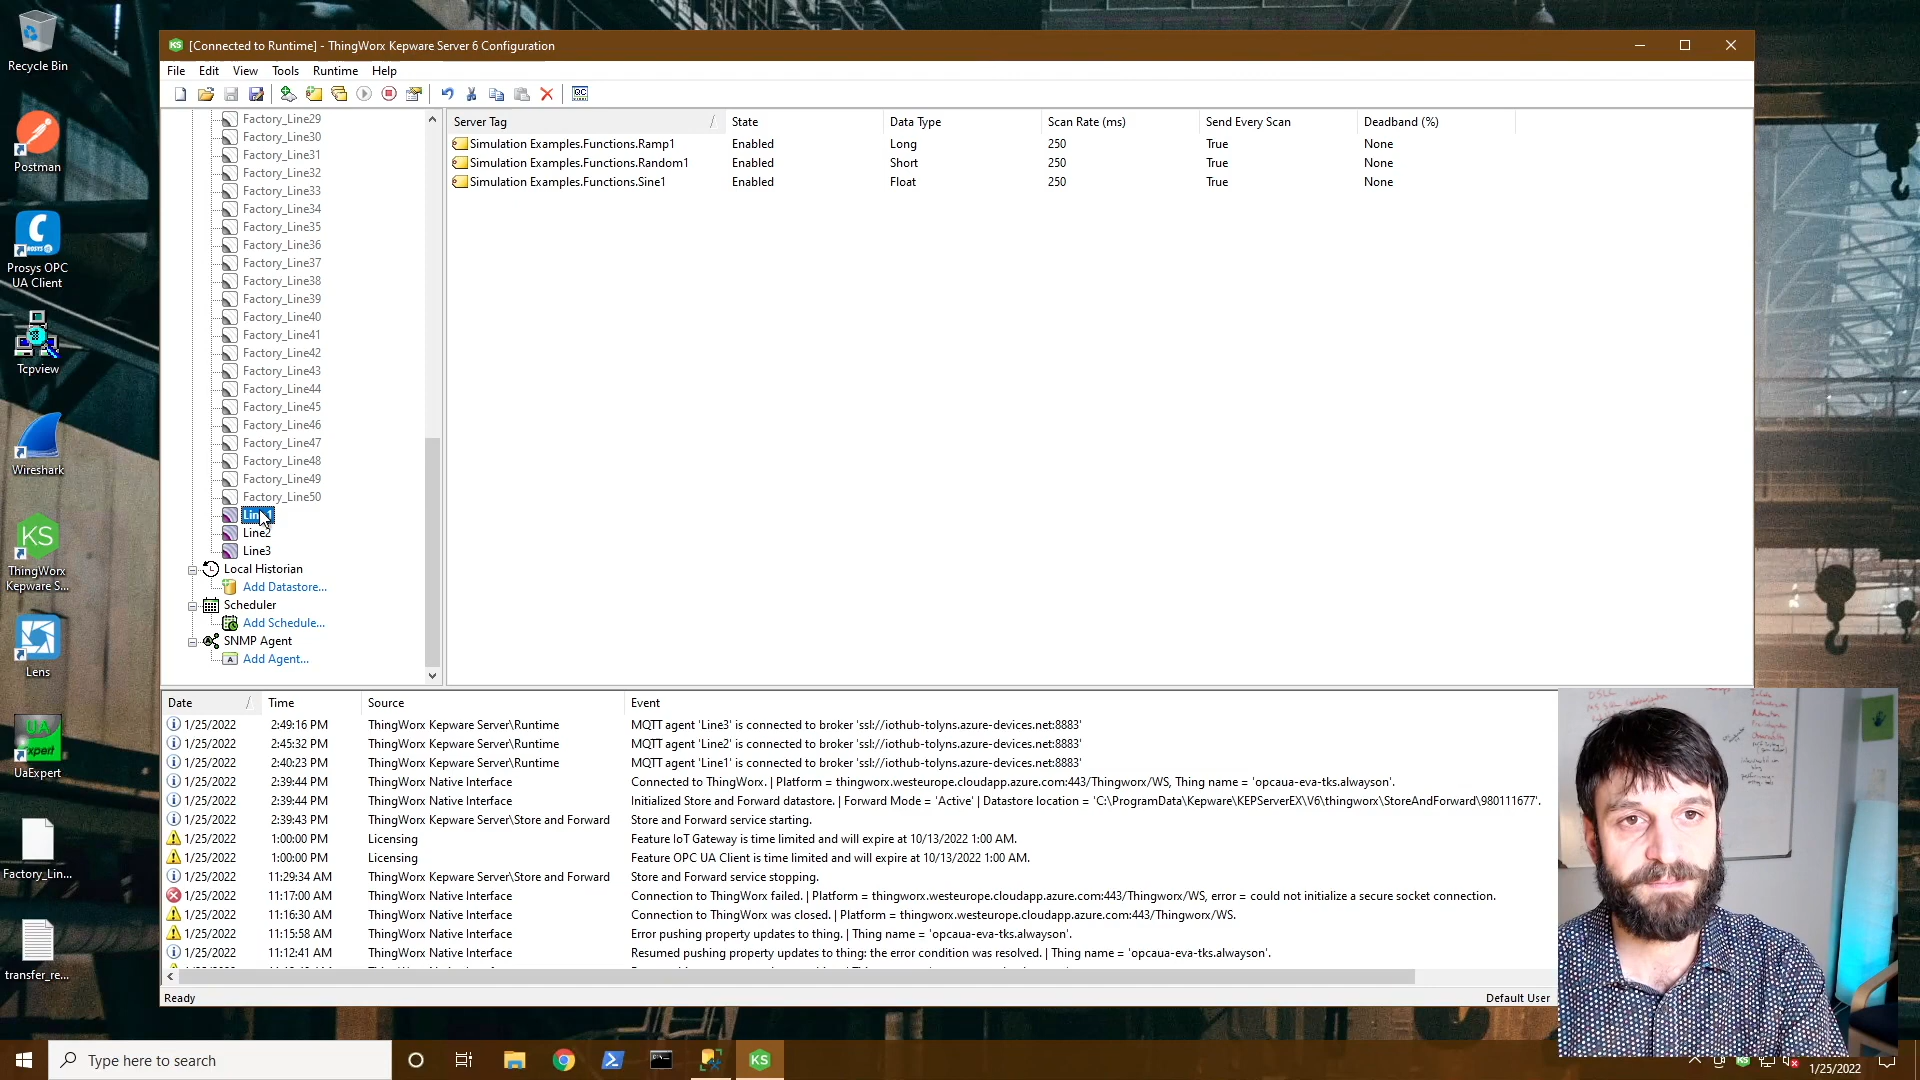 Recycle Bin
Postman
Prosys OPC
UA Client
Tcpview
Wireshark
ThingWorx
Kepware S...
Lens
UaExpert
Factory_Lin...
transfer_re...
[Connected to Runtime] - ThingWorx Kepware Server 6 Configuration
File Edit View Tools Runtime Help
Factory_Line29
Factory_Line30
Factory_Line31
Factory_Line32
Factory_Line33
Factory_Line34
Factory_Line35
Factory_Line36
Factory_Line37
Factory_Line38
Factory_Line39
Factory_Line40
Factory_Line41
Factory_Line42
Factory_Line43
Factory_Line44
Factory_Line45
Factory_Line46
Factory_Line47
Factory_Line48
Factory_Line49
Factory_Line50
Line1
Line2
Line3
Local Historian
Add Datastore...
Scheduler
Add Schedule...
SNMP Agent
Add Agent...
Server Tag State Data Type Scan Rate (ms) Send Every Scan Deadband (%)
Simulation Examples.Functions.Ramp1 Enabled Long 250 True None
Simulation Examples.Functions.Random1 Enabled Short 250 True None
Simulation Examples.Functions.Sine1 Enabled Float 250 True None
Date Time Source Event
1/25/2022 2:49:16 PM ThingWorx Kepware Server\Runtime MQTT agent 'Line3' is connected to broker 'ssl://iothub-tolyns.azure-devices.net:8883'
1/25/2022 2:45:32 PM ThingWorx Kepware Server\Runtime MQTT agent 'Line2' is connected to broker 'ssl://iothub-tolyns.azure-devices.net:8883'
1/25/2022 2:40:23 PM ThingWorx Kepware Server\Runtime MQTT agent 'Line1' is connected to broker 'ssl://iothub-tolyns.azure-devices.net:8883'
1/25/2022 2:39:44 PM ThingWorx Native Interface Connected to ThingWorx. | Platform = thingworx.westeurope.cloudapp.azure.com:443/Thingworx/WS, Thing name = 'opcaua-eva-tks.alwayson'.
1/25/2022 2:39:44 PM ThingWorx Native Interface Initialized Store and Forward datastore. | Forward Mode = 'Active' | Datastore location = 'C:\ProgramData\Kepware\KEPServerEX\V6\thingworx\StoreAndForward\980111677'.
1/25/2022 2:39:43 PM ThingWorx Kepware Server\Store and Forward Store and Forward service starting.
1/25/2022 1:00:00 PM Licensing Feature IoT Gateway is time limited and will expire at 10/13/2022 1:00 AM.
1/25/2022 1:00:00 PM Licensing Feature OPC UA Client is time limited and will expire at 10/13/2022 1:00 AM.
1/25/2022 11:29:34 AM ThingWorx Kepware Server\Store and Forward Store and Forward service stopping.
1/25/2022 11:17:00 AM ThingWorx Native Interface Connection to ThingWorx failed. | Platform = thingworx.westeurope.cloudapp.azure.com:443/Thingworx/WS, error = could not initialize a secure socket connection.
1/25/2022 11:16:30 AM ThingWorx Native Interface Connection to ThingWorx was closed. | Platform = thingworx.westeurope.cloudapp.azure.com:443/Thingworx/WS.
1/25/2022 11:15:58 AM ThingWorx Native Interface Error pushing property updates to thing. | Thing name = 'opcaua-eva-tks.alwayson'.
1/25/2022 11:12:41 AM ThingWorx Native Interface Resumed pushing property updates to thing: the error condition was resolved. | Thing name = 'opcaua-eva-tks.alwayson'.
Ready Default User
Type here to search
1/25/2022